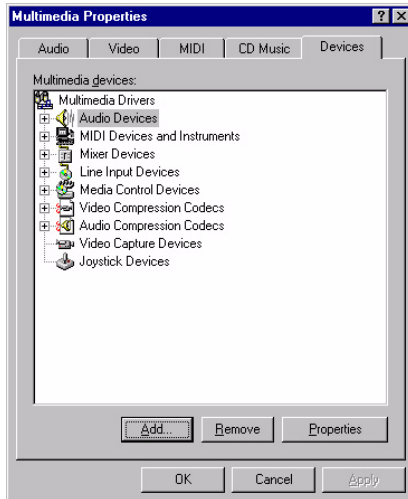 Multimedia Properties
Audio Video MIDI CD Music Devices
Multimedia devices:
Multimedia Drivers
Audio Devices
MIDI Devices and Instruments
Mixer Devices
Line Input Devices
Media Control Devices
Video Compression Codecs
Audio Compression Codecs
Video Capture Devices
Joystick Devices
Add... Remove Properties
OK Cancel Apply